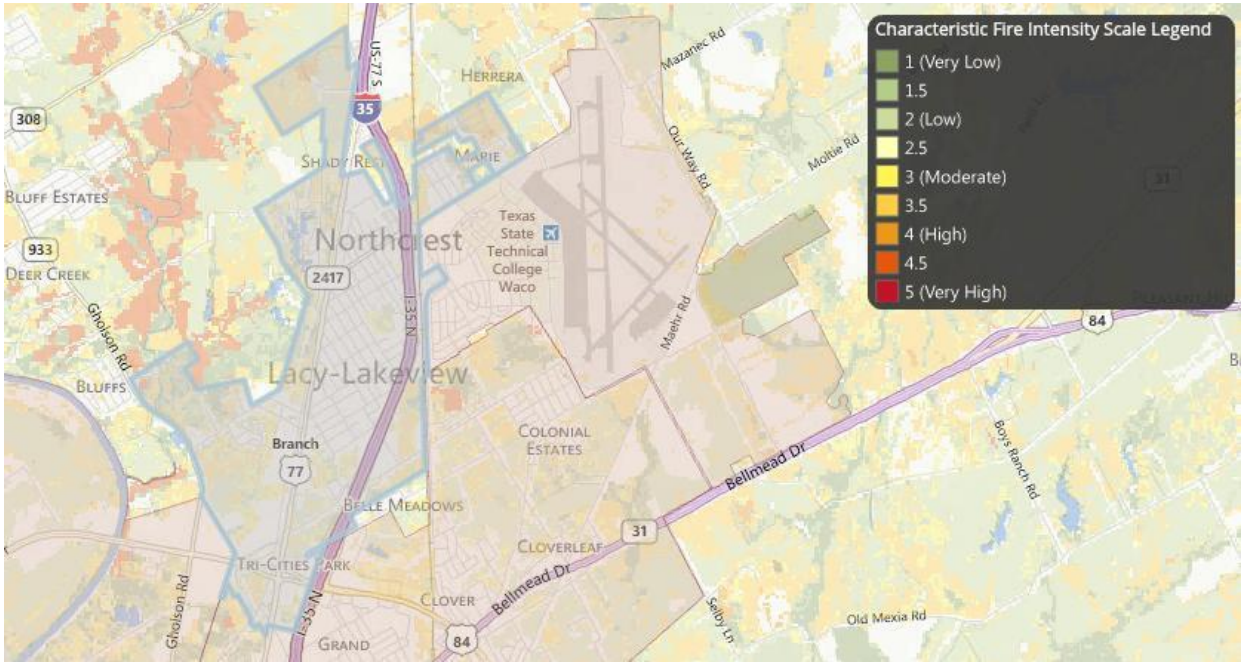 Characteristic Fire Intensity Scale Legend
1 (Very Low)
1.5
2 (Low)
2.5
3 (Moderate)
3.5
4 (High)
4.5
5 (Very High)
US-77 S
35
HERRERA
Mazanec Rd
308
SHADY REST
MARIE
Our Way Rd
Moltie Rd
31
BLUFF ESTATES
Texas
State
Technical
College
Waco
Northcrest
933
DEER CREEK
2417
Gholson Rd
I-35 N
Maehr Rd
84
BLUFFS
Lacy-Lakeview
Branch
77
COLONIAL
ESTATES
Boys Ranch Rd
Bellmead Dr
BELLE MEADOWS
31
CLOVERLEAF
TRI-CITIES PARK
Gholson Rd
I-35 N
CLOVER
Bellmead Dr
Selby Ln
Old Mexia Rd
GRAND
84